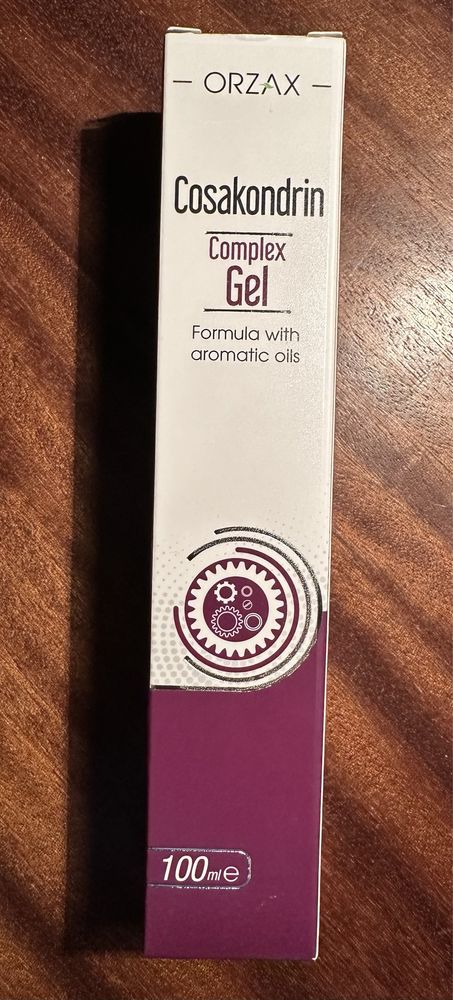 ORZAX
Cosakondrin
Complex
Gel
Formula with
aromatic oils
100ml e